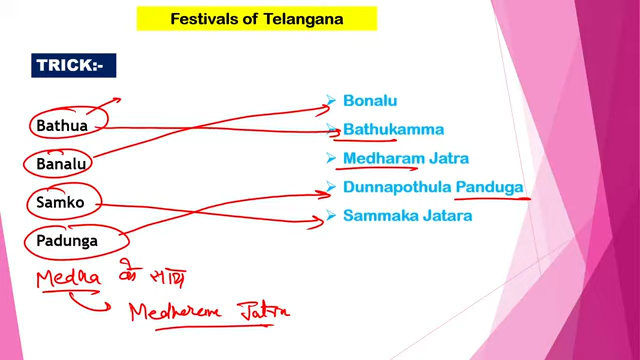 Festivals of Telangana
TRICK:-
Bathua
Banalu
Samko
Padunga
Medha के साथ
Medharam Jatra
Bonalu
Bathukamma
Medharam Jatra
Dunnapothula Panduga
Sammaka Jatara